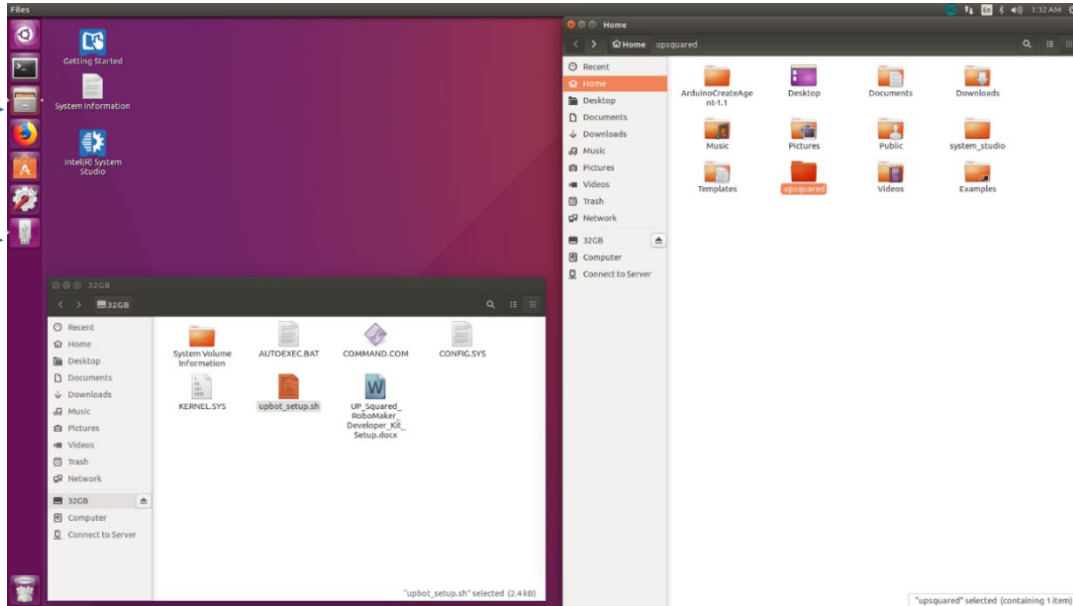 Files
En
1:32 AM
Getting Started
System Information
Intel(R) System
Studio
32GB
32GB
Recent
Home
Desktop
Documents
Downloads
Music
Pictures
Videos
Trash
Network
32GB
Computer
Connect to Server
System Volume
Information
AUTOEXEC.BAT
COMMAND.COM
CONFIG.SYS
KERNEL.SYS
upbot_setup.sh
UP_Squared_
RoboMaker_
Developer_Kit_
Setup.docx
"upbot_setup.sh" selected (2.4 kB)
Home
Home upsquared
Recent
Home
Desktop
Documents
Downloads
Music
Pictures
Videos
Trash
Network
32GB
Computer
Connect to Server
ArduinoCreateAge
nt-1.1
Desktop
Documents
Downloads
Music
Pictures
Public
system_studio
Templates
upsquared
Videos
Examples
"upsquared" selected (containing 1 item)